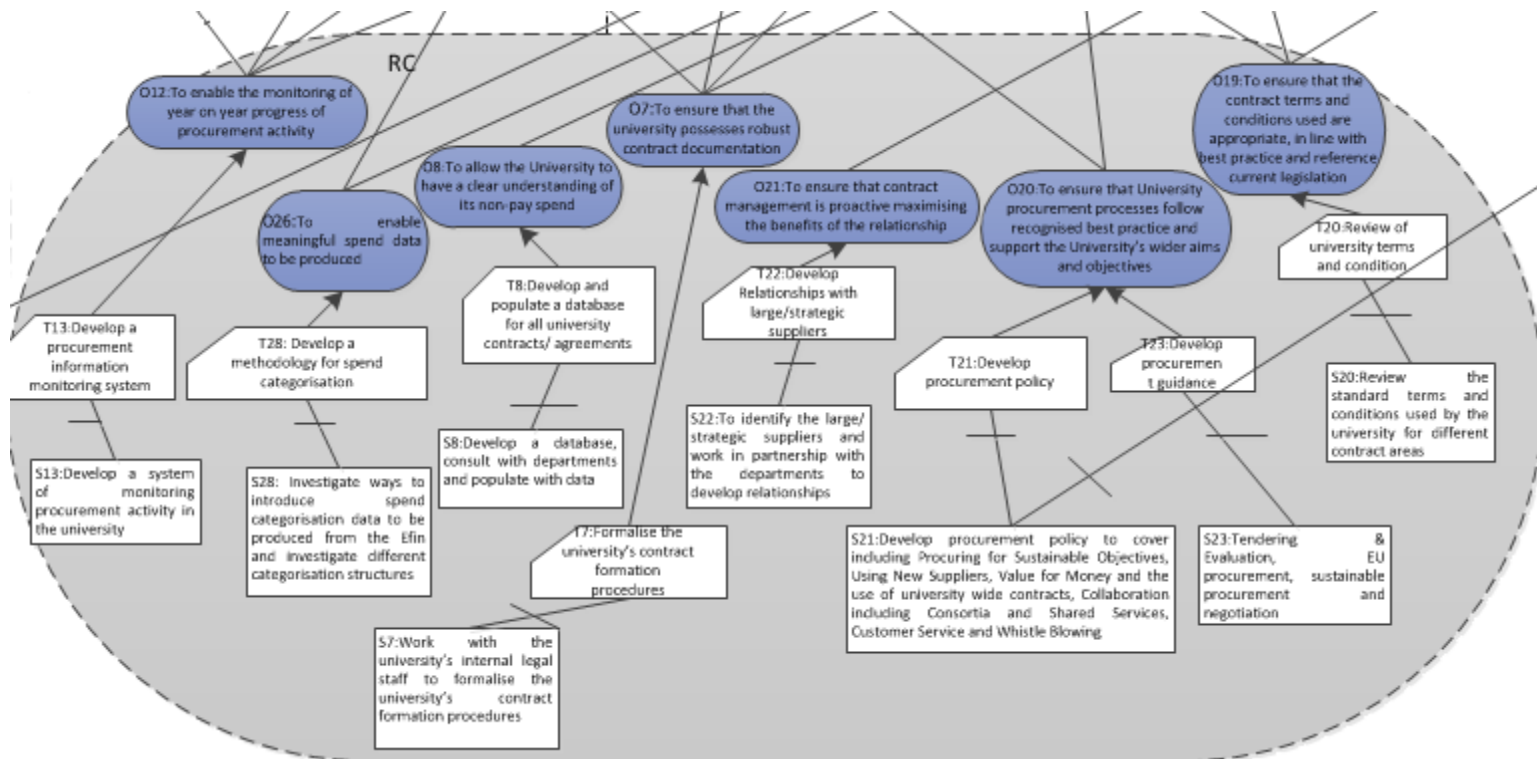 RC
O12:To enable the monitoring of
year on year progress of
procurement activity
O7:To ensure that the
university possesses robust
contract documentation
O19:To ensure that the
contract terms and
conditions used are
appropriate, in line with
best practice and reference
current legislation
O8:To allow the University to
have a clear understanding of
its non-pay spend
O26:To enable
meaningful spend data
to be produced
O21:To ensure that contract
management is proactive maximising
the benefits of the relationship
O20:To ensure that University
procurement processes follow
recognised best practice and
support the University's wider aims
and objectives
T20:Review of
university terms
and condition
T13:Develop a
procurement
information
monitoring system
T28: Develop a
methodology for spend
categorisation
T8:Develop and
populate a database
for all university
contracts/ agreements
T22:Develop
Relationships with
large/strategic
suppliers
T21:Develop
procurement policy
T23:Develop
procuremen
t guidance
S20:Review the
standard terms and
conditions used by the
university for different
contract areas
S13:Develop a system
of monitoring
procurement activity in
the university
S28: Investigate ways to
introduce spend
categorisation data to be
produced from the Efin
and investigate different
categorisation structures
S8:Develop a database,
consult with departments
and populate with data
S22:To identify the large/
strategic suppliers and
work in partnership with
the departments to
develop relationships
T7:Formalise the
university's contract
formation
procedures
S21:Develop procurement policy to cover
including Procuring for Sustainable Objectives,
Using New Suppliers, Value for Money and the
use of university wide contracts, Collaboration
including Consortia and Shared Services,
Customer Service and Whistle Blowing
S23:Tendering &
Evaluation, EU
procurement, sustainable
procurement and
negotiation
S7:Work with the
university's internal legal
staff to formalise the
university's contract
formation procedures